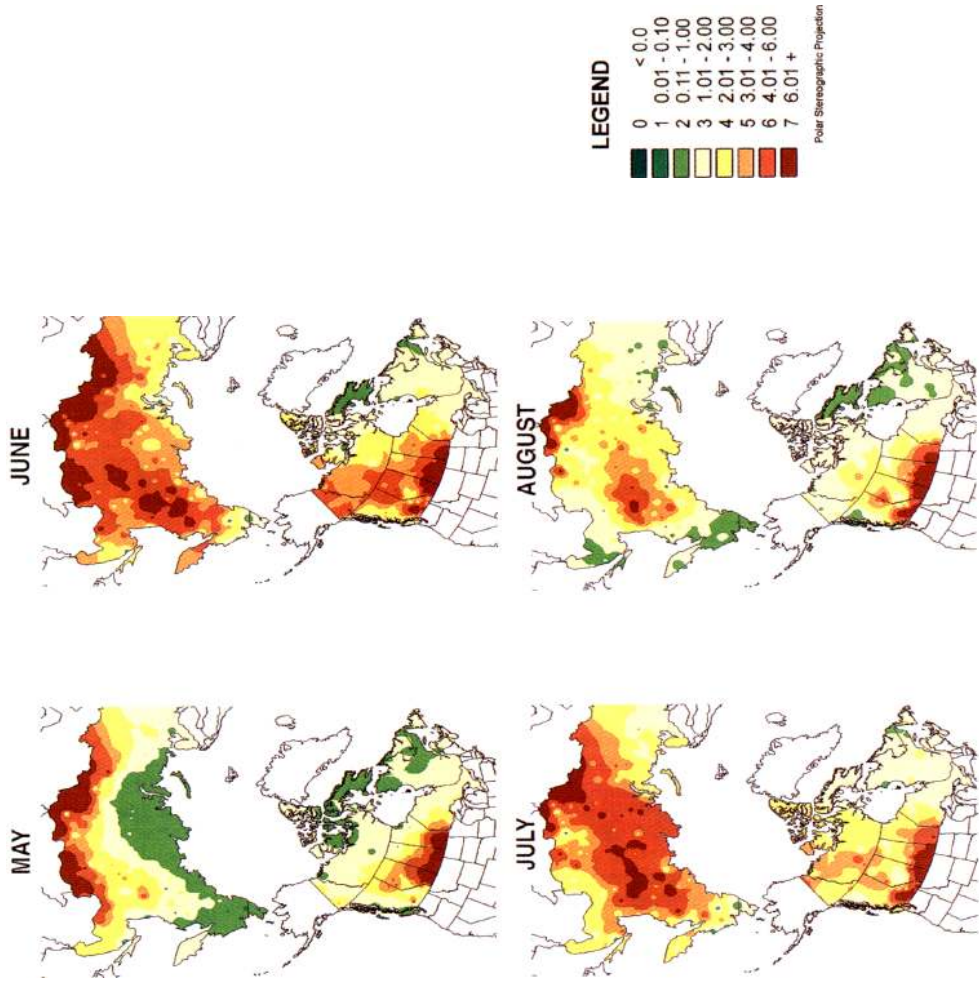 MAY
JUNE
JULY
AUGUST
LEGEND
0 < 0.0
1 0.01 - 0.10
2 0.11 - 1.00
3 1.01 - 2.00
4 2.01 - 3.00
5 3.01 - 4.00
6 4.01 - 6.00
7 6.01 +
Polar Stereographic Projection